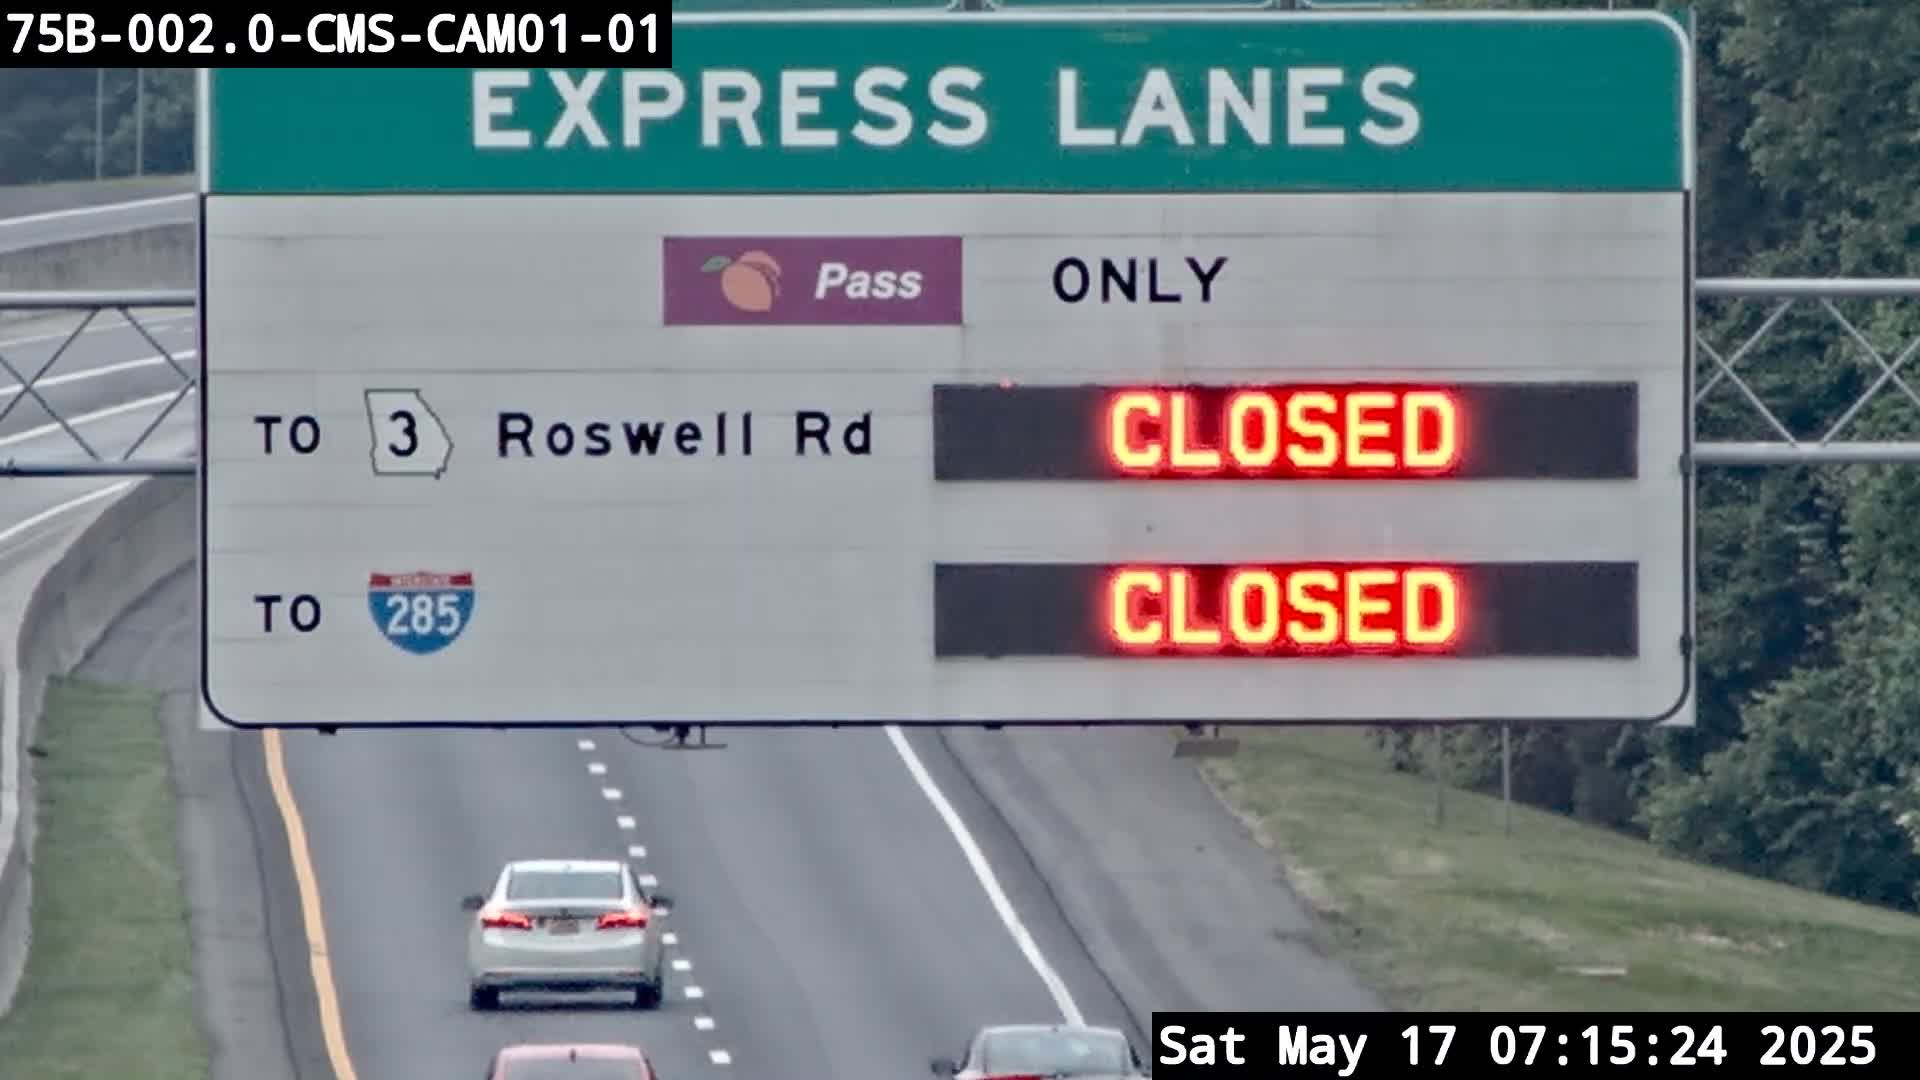 75B-002.0-CMS-CAM01-01
EXPRESS LANES
Pass ONLY
TO 3 Roswell Rd CLOSED
TO 285 CLOSED
Sat May 17 07:15:24 2025